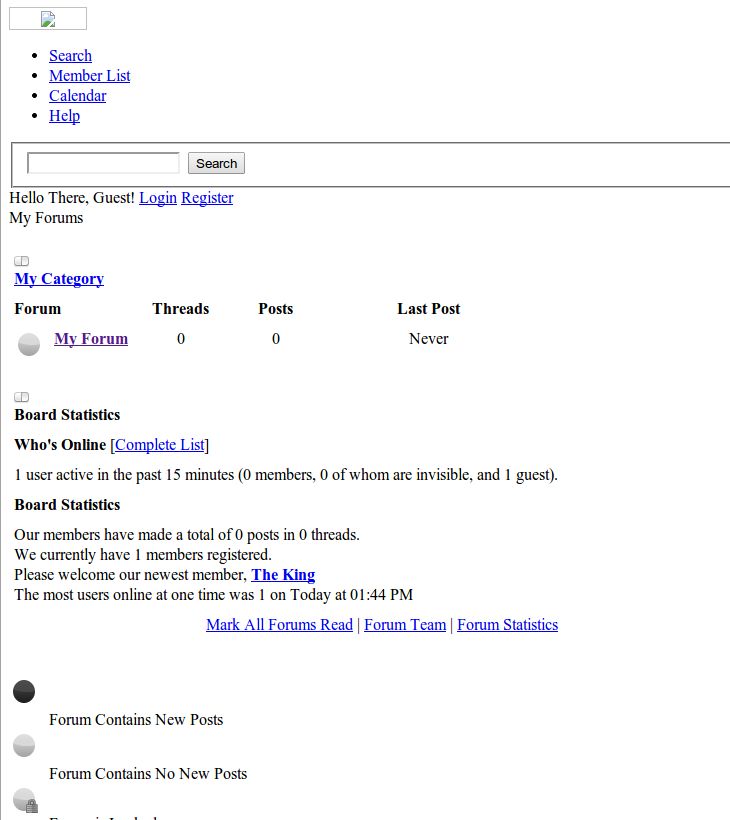 Search
Member List
Calendar
Help
Search
Hello There, Guest! Login Register
My Forums
My Category
Forum Threads Posts Last Post
My Forum 0 0 Never
Board Statistics
Who's Online [Complete List]
1 user active in the past 15 minutes (0 members, 0 of whom are invisible, and 1 guest).
Board Statistics
Our members have made a total of 0 posts in 0 threads.
We currently have 1 members registered.
Please welcome our newest member, The King
The most users online at one time was 1 on Today at 01:44 PM
Mark All Forums Read | Forum Team | Forum Statistics
Forum Contains New Posts
Forum Contains No New Posts